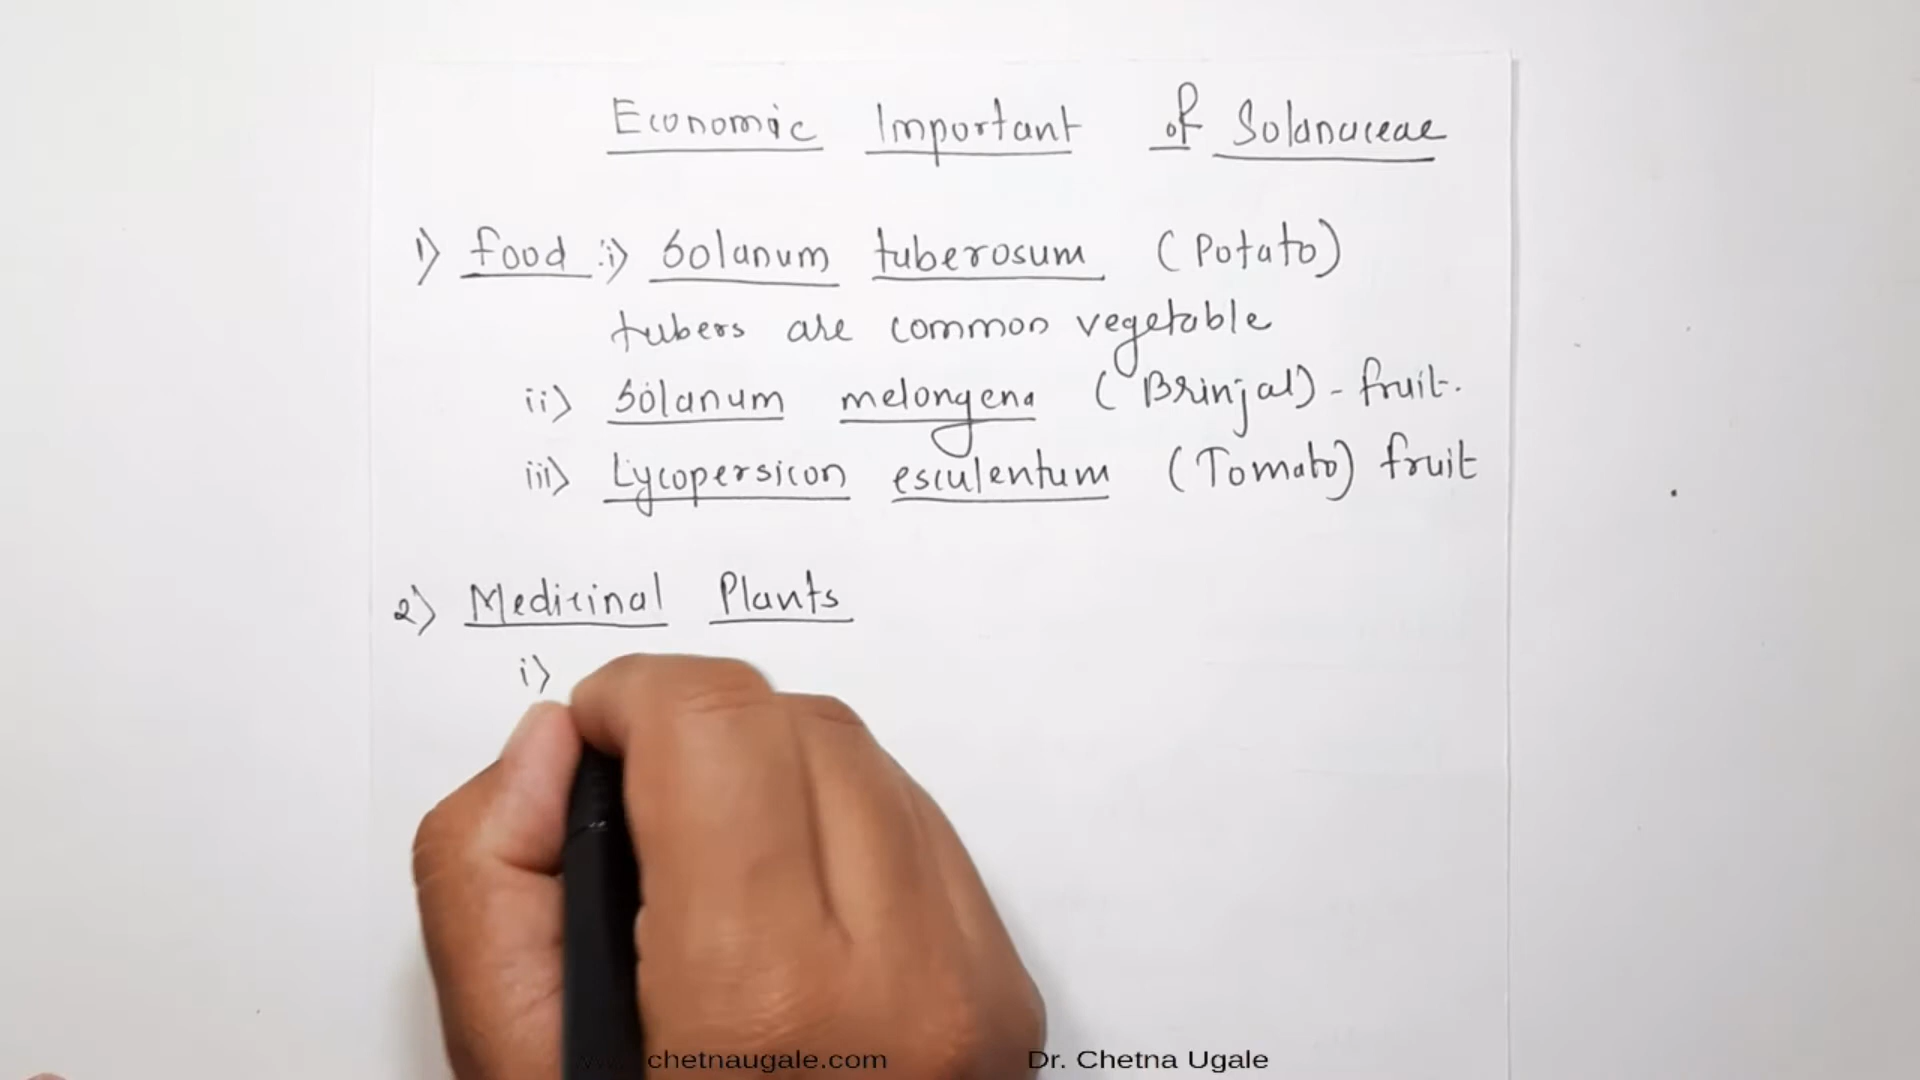 Economic Important of Solanaceae
1) food :i) Solanum tuberosum (Potato)
tubers are common vegetable
ii) Solanum melongena (Brinjal) - fruit.
iii) Lycopersicon esculentum (Tomato) fruit
2) Medicinal Plants
i)
chetnaugale.com Dr. Chetna Ugale